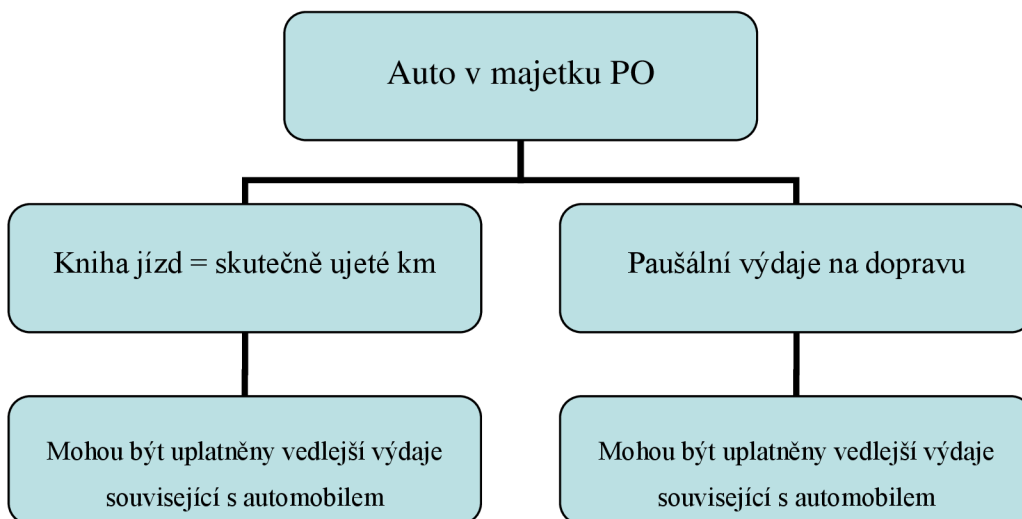 Auto v majetku PO
Kniha jízd = skutečně ujeté km
Paušální výdaje na dopravu
Mohou být uplatněny vedlejší výdaje
související s automobilem
Mohou být uplatněny vedlejší výdaje
související s automobilem